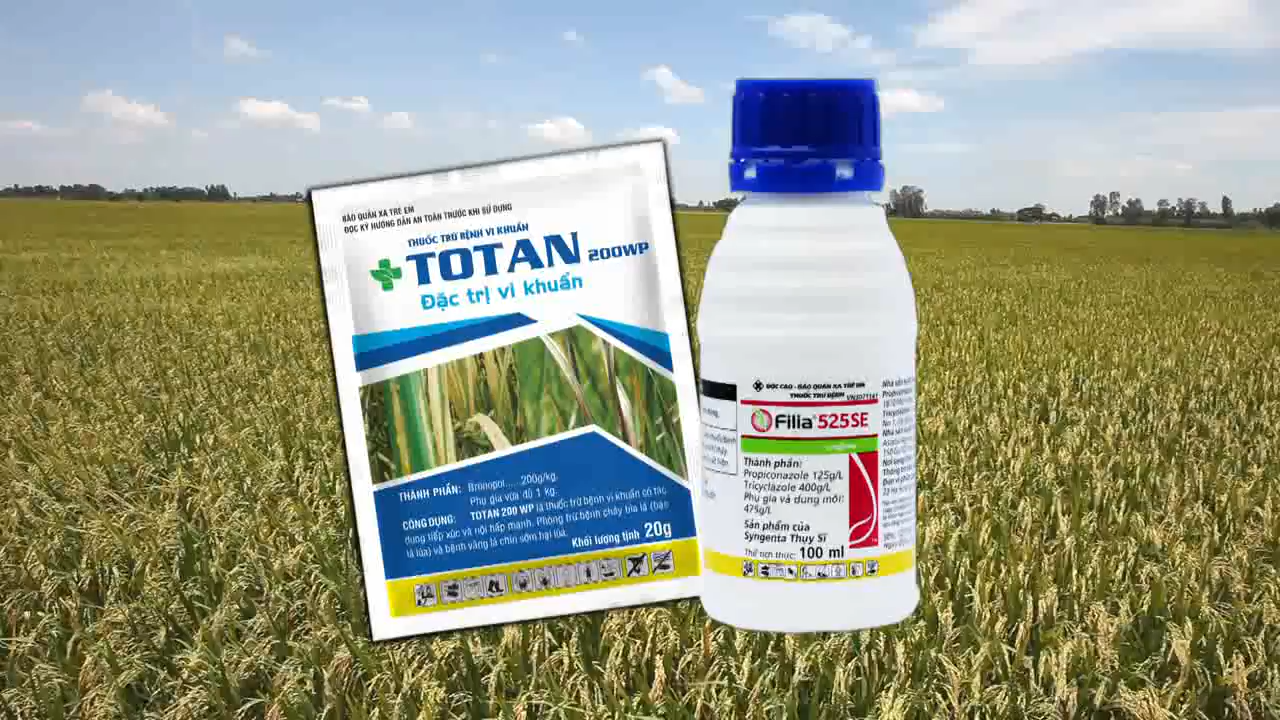 BẢO QUẢN XA TRẺ EM
ĐỌC KỸ HƯỚNG DẪN AN TOÀN TRƯỚC KHI SỬ DỤNG
THUỐC TRỪ BỆNH VI KHUẨN
TOTAN 200WP
Đặc trị vi khuẩn
THÀNH PHẦN: Bronopol.....200g/kg.
Phụ gia vừa đủ 1 kg.
CÔNG DỤNG: TOTAN 200 WP là thuốc trừ bệnh vi khuẩn có tác
dụng tiếp xúc và nội hấp mạnh. Phòng trừ bệnh cháy bìa lá (bạc
lá lúa) và bệnh vàng lá chín sớm hại lúa.
Khối lượng tịnh 20g
ĐỘC CAO - BẢO QUẢN XA TRẺ EM
THUỐC TRỪ BỆNH
Filia® 525SE
Thành phần:
Propiconazole 125g/L
Tricyclazole 400g/L
Phụ gia và dung môi:
475g/L
Sản phẩm của
Syngenta Thụy Sĩ
Thể tích thực: 100 ml